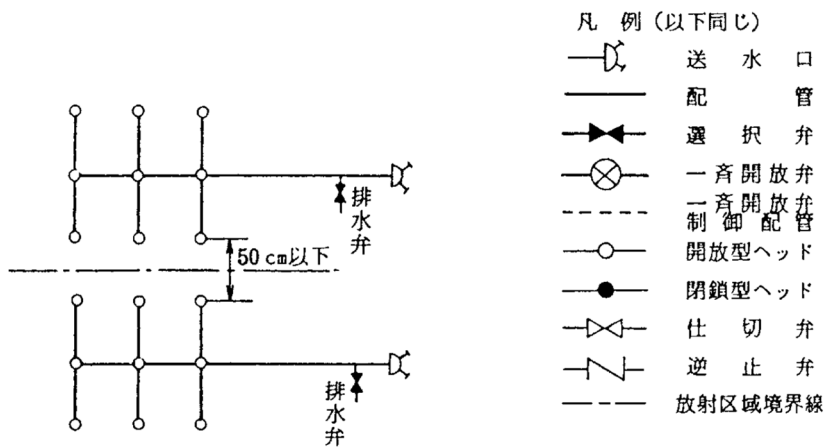 凡例(以下同じ)
送水口
配管
選択弁
一斉開放弁
一斉開放弁
制御配管
開放型ヘッド
閉鎖型ヘッド
仕切弁
逆止弁
放射区域境界線
排水弁
50cm以下
排水弁